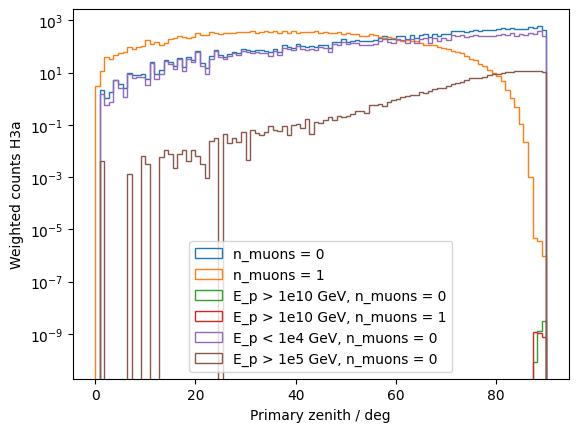 Weighted counts H3a
10³
10¹
10⁻¹
10⁻³
10⁻⁵
10⁻⁷
10⁻⁹
n_muons = 0
n_muons = 1
E_p > 1e10 GeV, n_muons = 0
E_p > 1e10 GeV, n_muons = 1
E_p < 1e4 GeV, n_muons = 0
E_p > 1e5 GeV, n_muons = 0
0 20 40 60 80
Primary zenith / deg